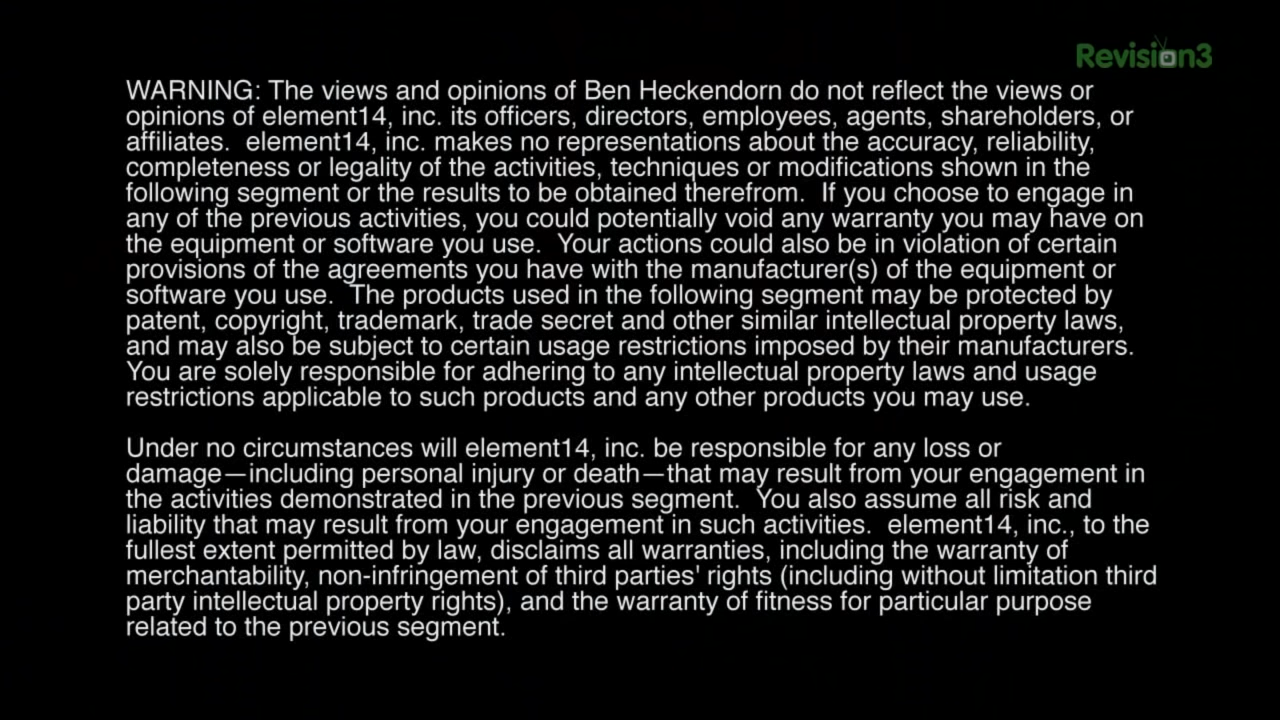 Revision3
WARNING: The views and opinions of Ben Heckendorn do not reflect the views or
opinions of element14, inc. its officers, directors, employees, agents, shareholders, or
affiliates.  element14, inc. makes no representations about the accuracy, reliability,
completeness or legality of the activities, techniques or modifications shown in the
following segment or the results to be obtained therefrom.  If you choose to engage in
any of the previous activities, you could potentially void any warranty you may have on
the equipment or software you use.  Your actions could also be in violation of certain
provisions of the agreements you have with the manufacturer(s) of the equipment or
software you use.  The products used in the following segment may be protected by
patent, copyright, trademark, trade secret and other similar intellectual property laws,
and may also be subject to certain usage restrictions imposed by their manufacturers.
You are solely responsible for adhering to any intellectual property laws and usage
restrictions applicable to such products and any other products you may use.
Under no circumstances will element14, inc. be responsible for any loss or
damage—including personal injury or death—that may result from your engagement in
the activities demonstrated in the previous segment.  You also assume all risk and
liability that may result from your engagement in such activities.  element14, inc., to the
fullest extent permitted by law, disclaims all warranties, including the warranty of
merchantability, non-infringement of third parties' rights (including without limitation third
party intellectual property rights), and the warranty of fitness for particular purpose
related to the previous segment.